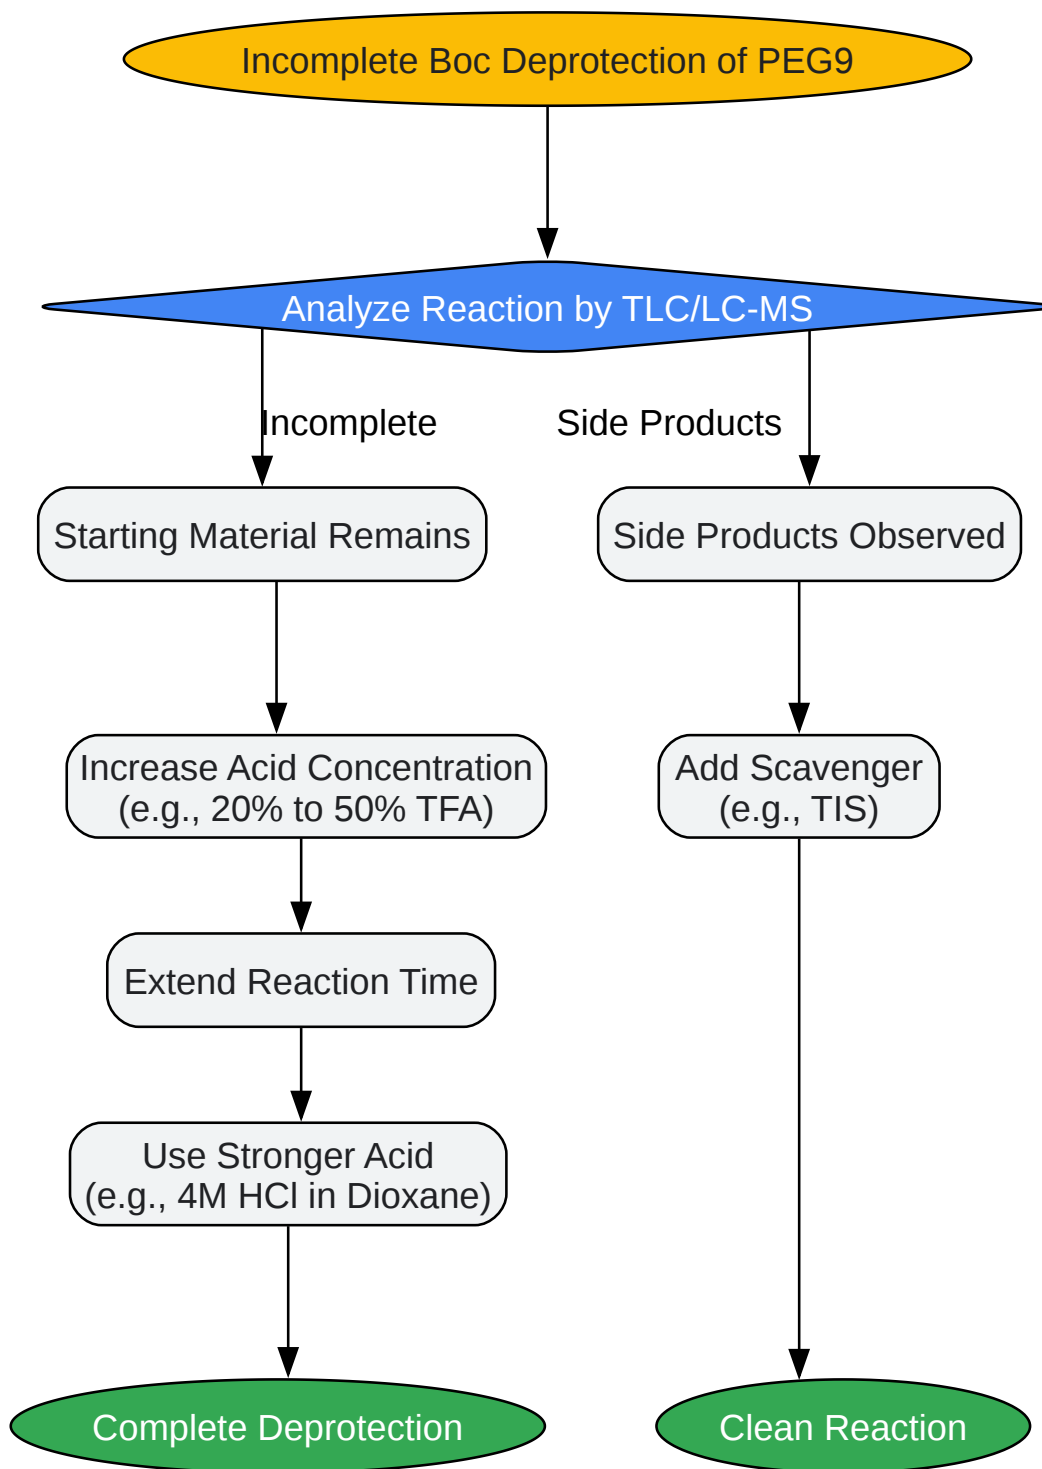 Incomplete Boc Deprotection of PEG9
Analyze Reaction by TLC/LC-MS
Incomplete
Side Products
Starting Material Remains
Side Products Observed
Increase Acid Concentration
(e.g., 20% to 50% TFA)
Add Scavenger
(e.g., TIS)
Extend Reaction Time
Use Stronger Acid
(e.g., 4M HCl in Dioxane)
Complete Deprotection
Clean Reaction